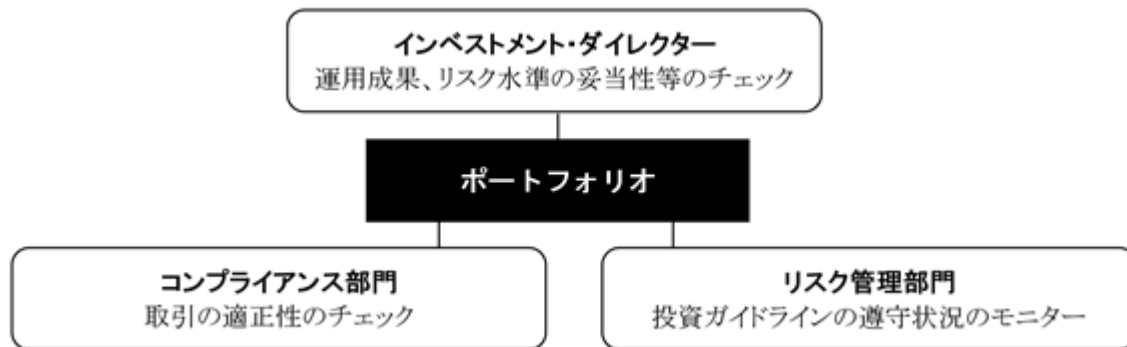 インベストメント・ダイレクター
運用成果、リスク水準の妥当性等のチェック
ポートフォリオ
コンプライアンス部門
取引の適正性のチェック
リスク管理部門
投資ガイドラインの遵守状況のモニター